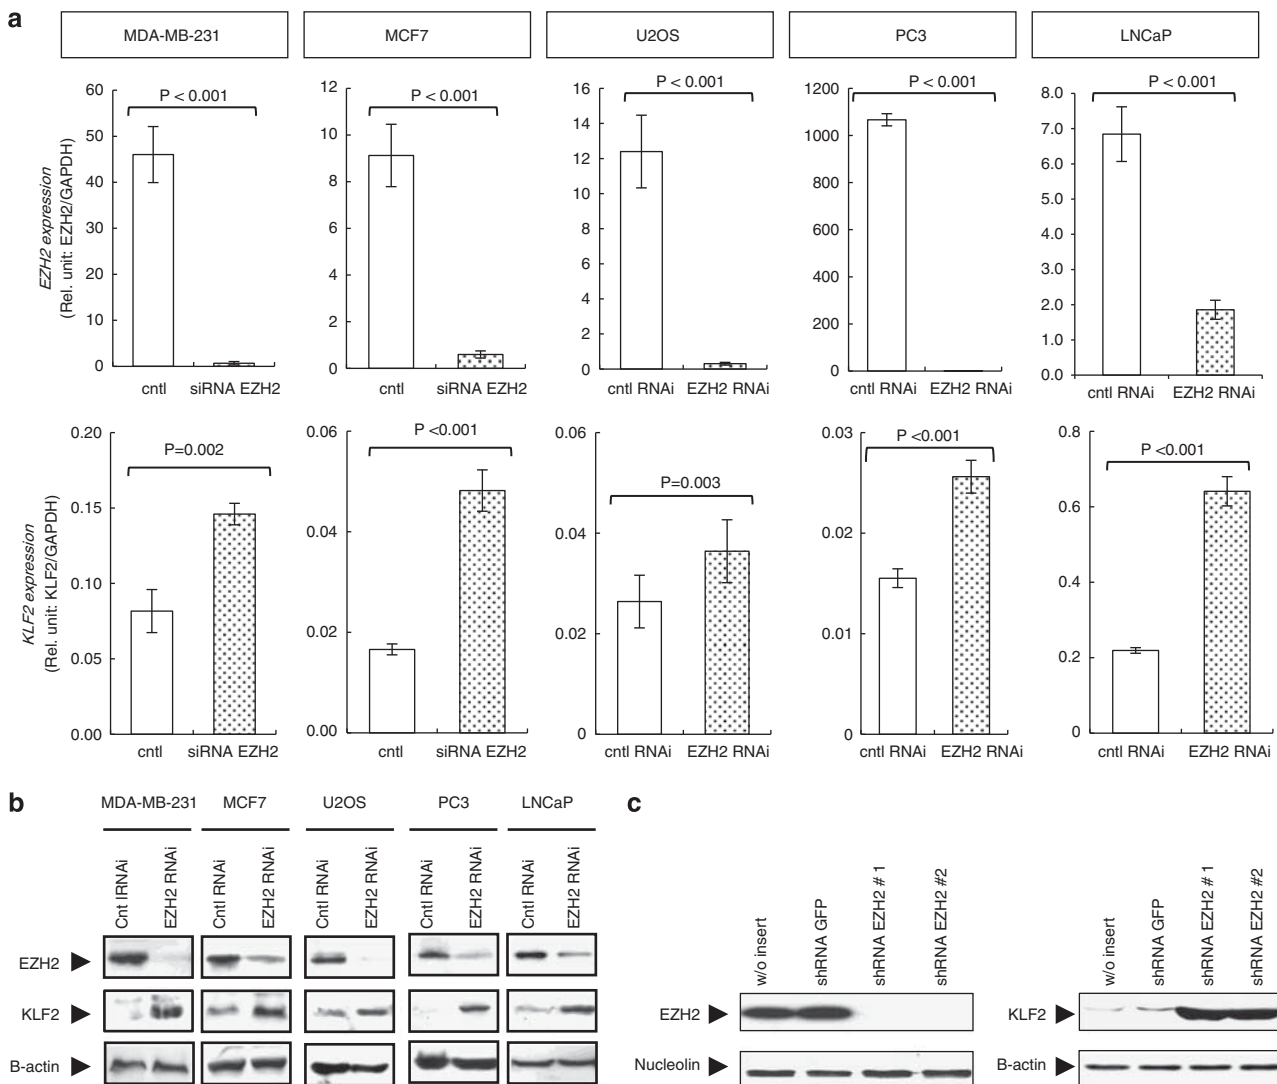 a
MDA-MB-231
MCF7
U2OS
PC3
LNCaP
EZH2 expression
(Rel. unit: EZH2/GAPDH)
60
50
40
30
20
10
0
P < 0.001
cntl siRNA EZH2
12
10
8
6
4
2
0
P < 0.001
cntl siRNA EZH2
16
14
12
10
8
6
4
2
0
P < 0.001
cntl RNAi EZH2 RNAi
1200
1000
800
600
400
200
0
P < 0.001
cntl RNAi EZH2 RNAi
8.0
7.0
6.0
5.0
4.0
3.0
2.0
1.0
0.0
P < 0.001
cntl RNAi EZH2 RNAi
KLF2 expression
(Rel. unit: KLF2/GAPDH)
0.20
0.15
0.10
0.05
0.00
P=0.002
cntl siRNA EZH2
0.06
0.04
0.02
0.00
P <0.001
cntl siRNA EZH2
0.06
0.04
0.02
0
P=0.003
cntl RNAi EZH2 RNAi
0.03
0.02
0.01
0
P <0.001
cntl RNAi EZH2 RNAi
0.8
0.6
0.4
0.2
0
P <0.001
cntl RNAi EZH2 RNAi
b
MDA-MB-231
MCF7
U2OS
PC3
LNCaP
Cnt lRNAi
EZH2 RNAi
Cntl RNAi
EZH2 RNAi
Cntl RNAi
EZH2 RNAi
Cntl RNAi
EZH2 RNAi
Cntl RNAi
EZH2 RNAi
EZH2
KLF2
B-actin
c
w/o insert
shRNA GFP
shRNA EZH2 # 1
shRNA EZH2 #2
EZH2
Nucleolin
w/o insert
shRNA GFP
shRNA EZH2 # 1
shRNA EZH2 #2
KLF2
B-actin